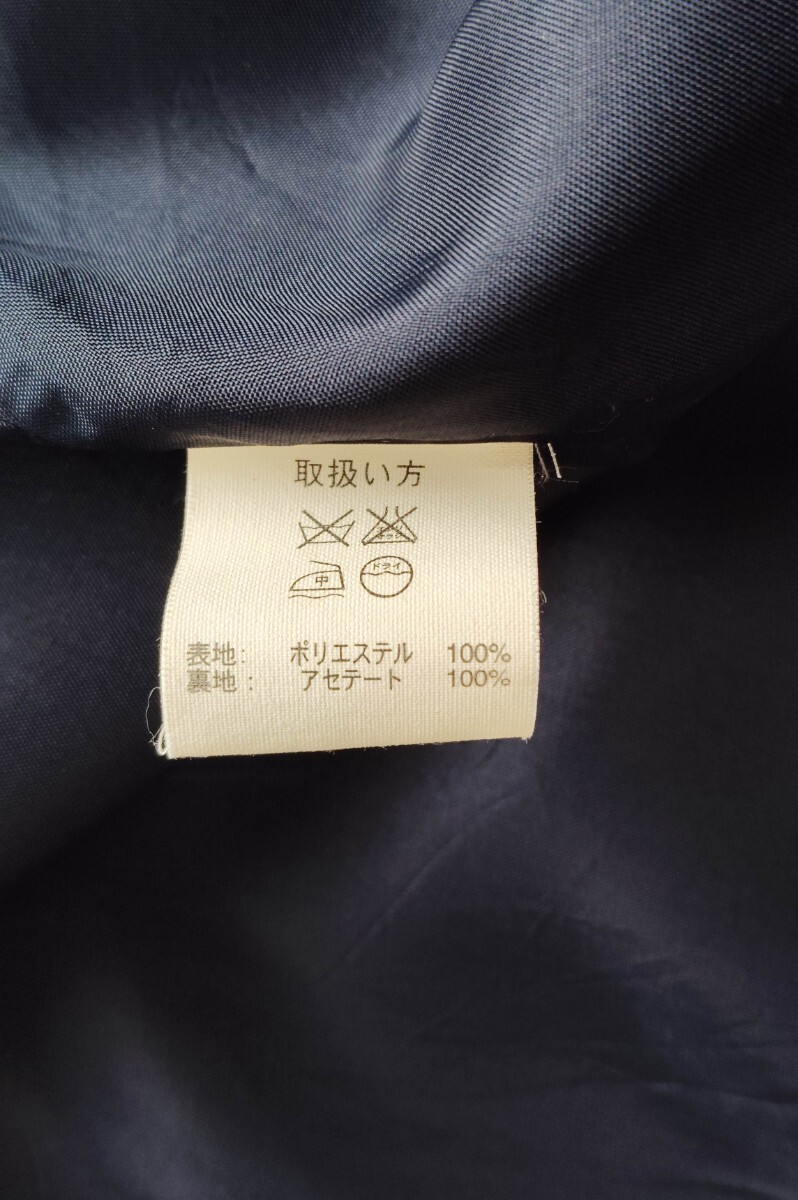 取扱い方
中 ドライ
表地: ポリエステル 100%
裏地: アセテート 100%